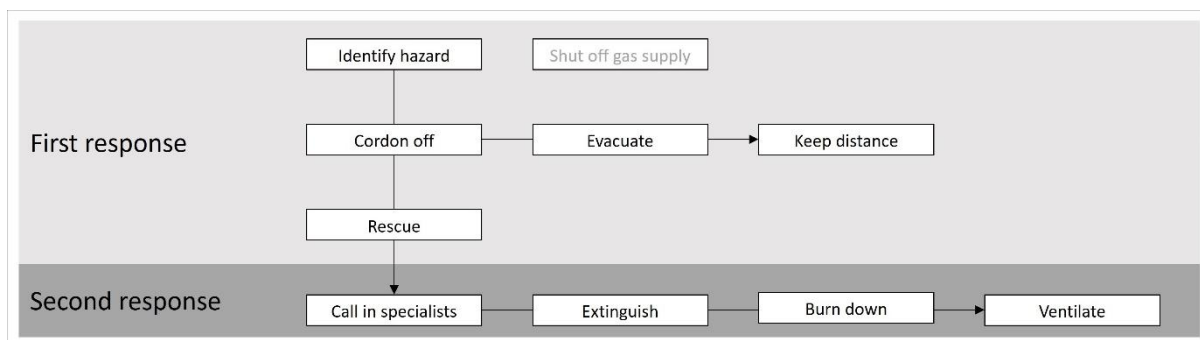 Identify hazard
Shut off gas supply
First response
Cordon off
Evacuate
Keep distance
Rescue
Second response
Call in specialists
Extinguish
Burn down
Ventilate